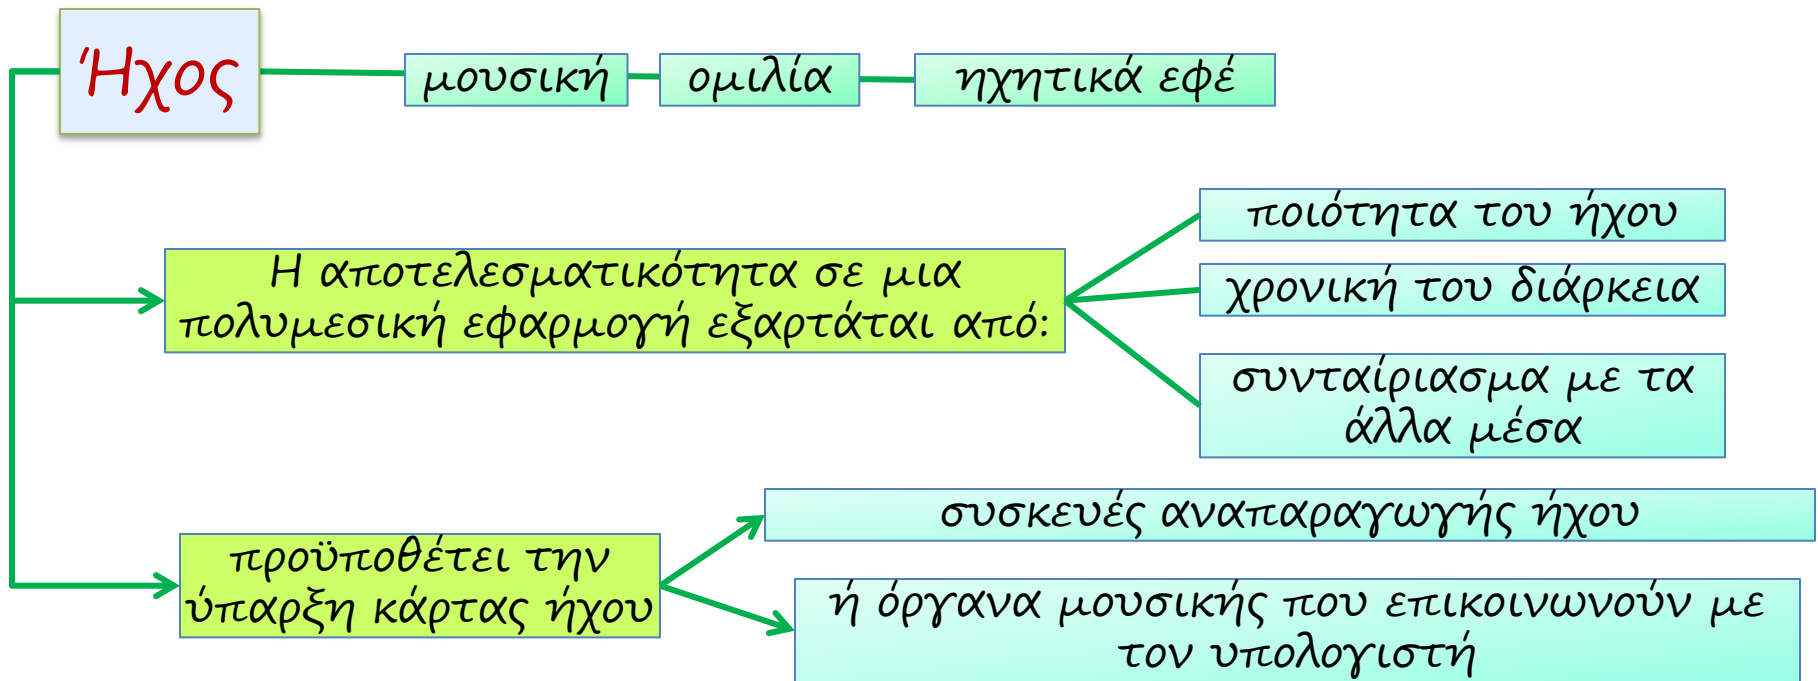 Ήχος
μουσική
ομιλία
ηχητικά εφέ
Η αποτελεσματικότητα σε μια
πολυμεσική εφαρμογή εξαρτάται από:
ποιότητα του ήχου
χρονική του διάρκεια
συνταίριασμα με τα
άλλα μέσα
προϋποθέτει την
ύπαρξη κάρτας ήχου
συσκευές αναπαραγωγής ήχου
ή όργανα μουσικής που επικοινωνούν με
τον υπολογιστή